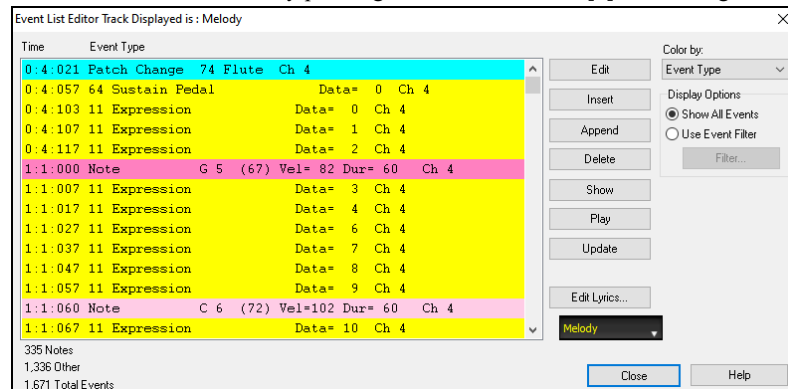 Event List Editor Track Displayed is : Melody
Time Event Type
0:4:021 Patch Change 74 Flute Ch 4
0:4:057 64 Sustain Pedal Data= 0 Ch 4
0:4:103 11 Expression Data= 0 Ch 4
0:4:107 11 Expression Data= 1 Ch 4
0:4:117 11 Expression Data= 2 Ch 4
1:1:000 Note G 5 (67) Vel= 82 Dur= 60 Ch 4
1:1:007 11 Expression Data= 3 Ch 4
1:1:017 11 Expression Data= 4 Ch 4
1:1:027 11 Expression Data= 6 Ch 4
1:1:037 11 Expression Data= 7 Ch 4
1:1:047 11 Expression Data= 8 Ch 4
1:1:057 11 Expression Data= 9 Ch 4
1:1:060 Note C 6 (72) Vel=102 Dur= 60 Ch 4
1:1:067 11 Expression Data= 10 Ch 4
335 Notes
1,336 Other
1,671 Total Events
Edit
Insert
Append
Delete
Show
Play
Update
Edit Lyrics...
Melody
Color by:
Event Type
Display Options
Show All Events
Use Event Filter
Filter...
Close
Help